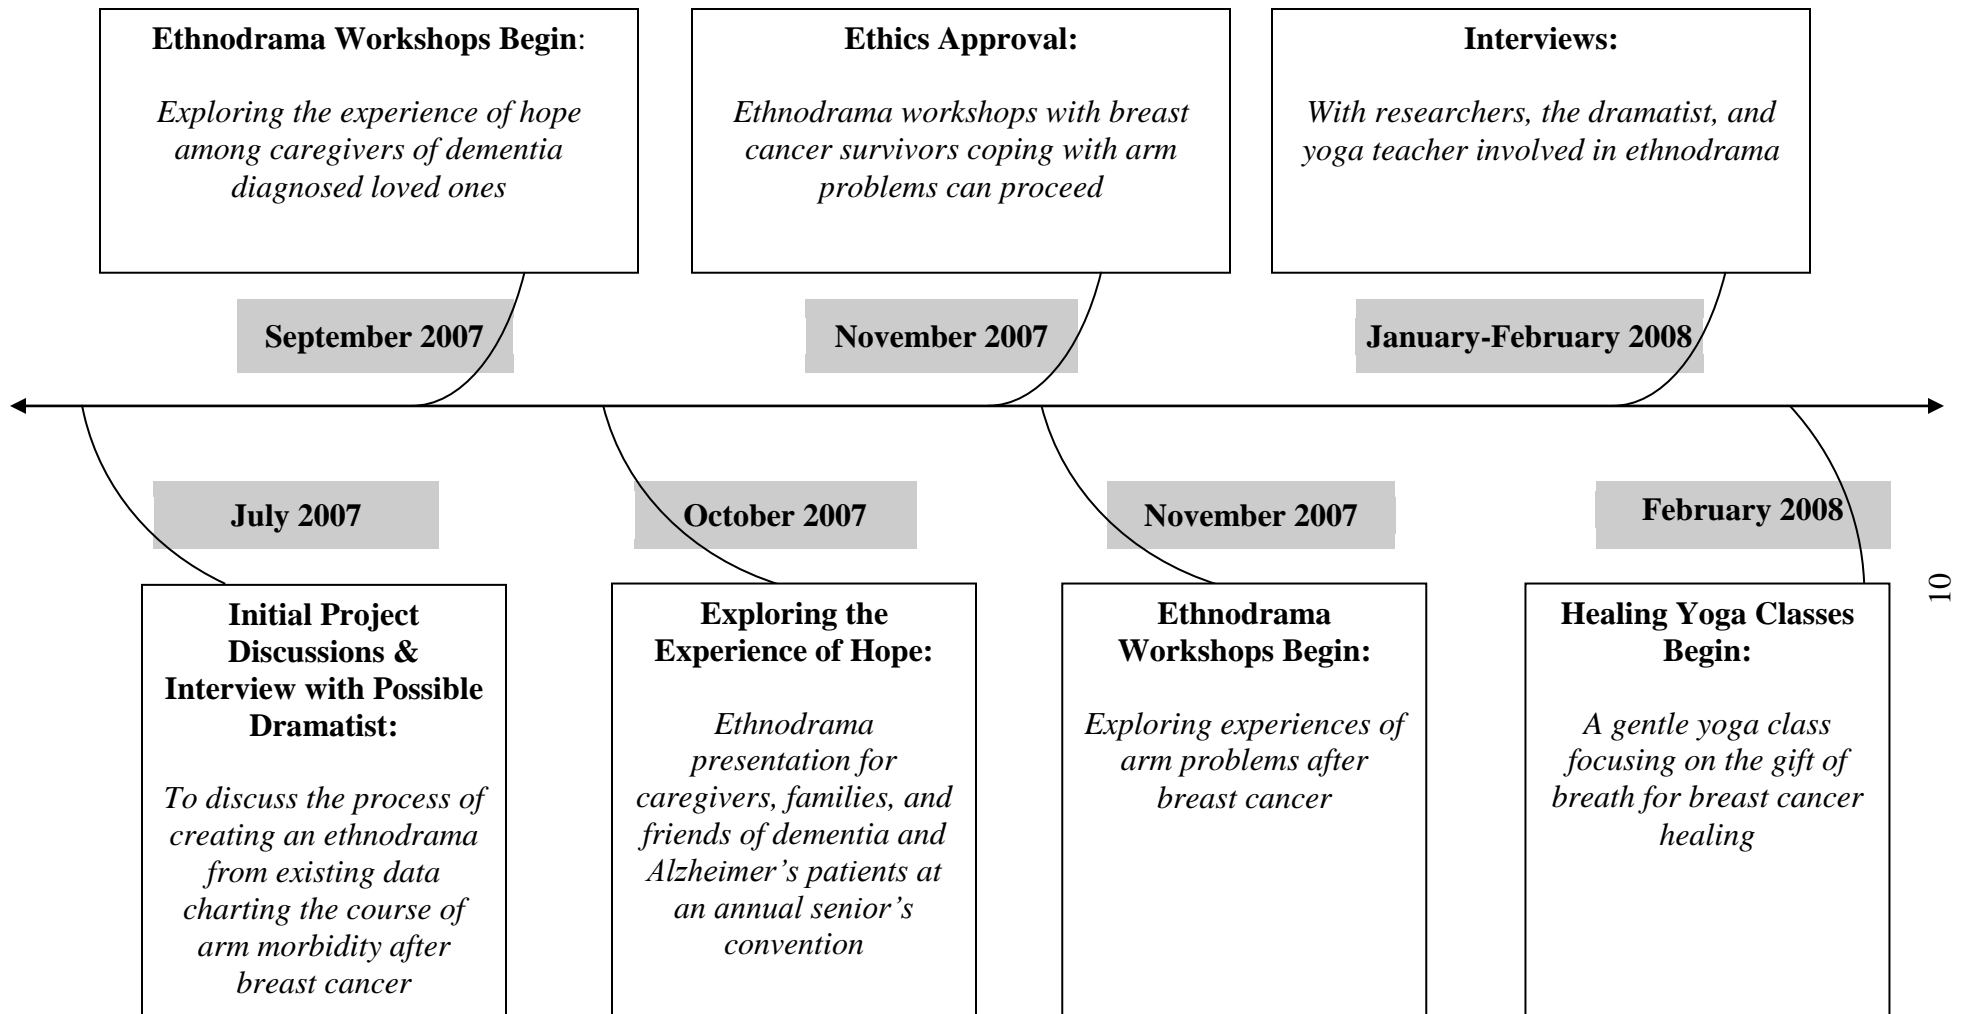 Ethnodrama Workshops Begin:
Exploring the experience of hope
among caregivers of dementia
diagnosed loved ones
Ethics Approval:
Ethnodrama workshops with breast
cancer survivors coping with arm
problems can proceed
Interviews:
With researchers, the dramatist, and
yoga teacher involved in ethnodrama
September 2007
November 2007
January-February 2008
July 2007
October 2007
November 2007
February 2008
Initial Project
Discussions &
Interview with Possible
Dramatist:
To discuss the process of
creating an ethnodrama
from existing data
charting the course of
arm morbidity after
breast cancer
Exploring the
Experience of Hope:
Ethnodrama
presentation for
caregivers, families, and
friends of dementia and
Alzheimer’s patients at
an annual senior’s
convention
Ethnodrama
Workshops Begin:
Exploring experiences of
arm problems after
breast cancer
Healing Yoga Classes
Begin:
A gentle yoga class
focusing on the gift of
breath for breast cancer
healing
10